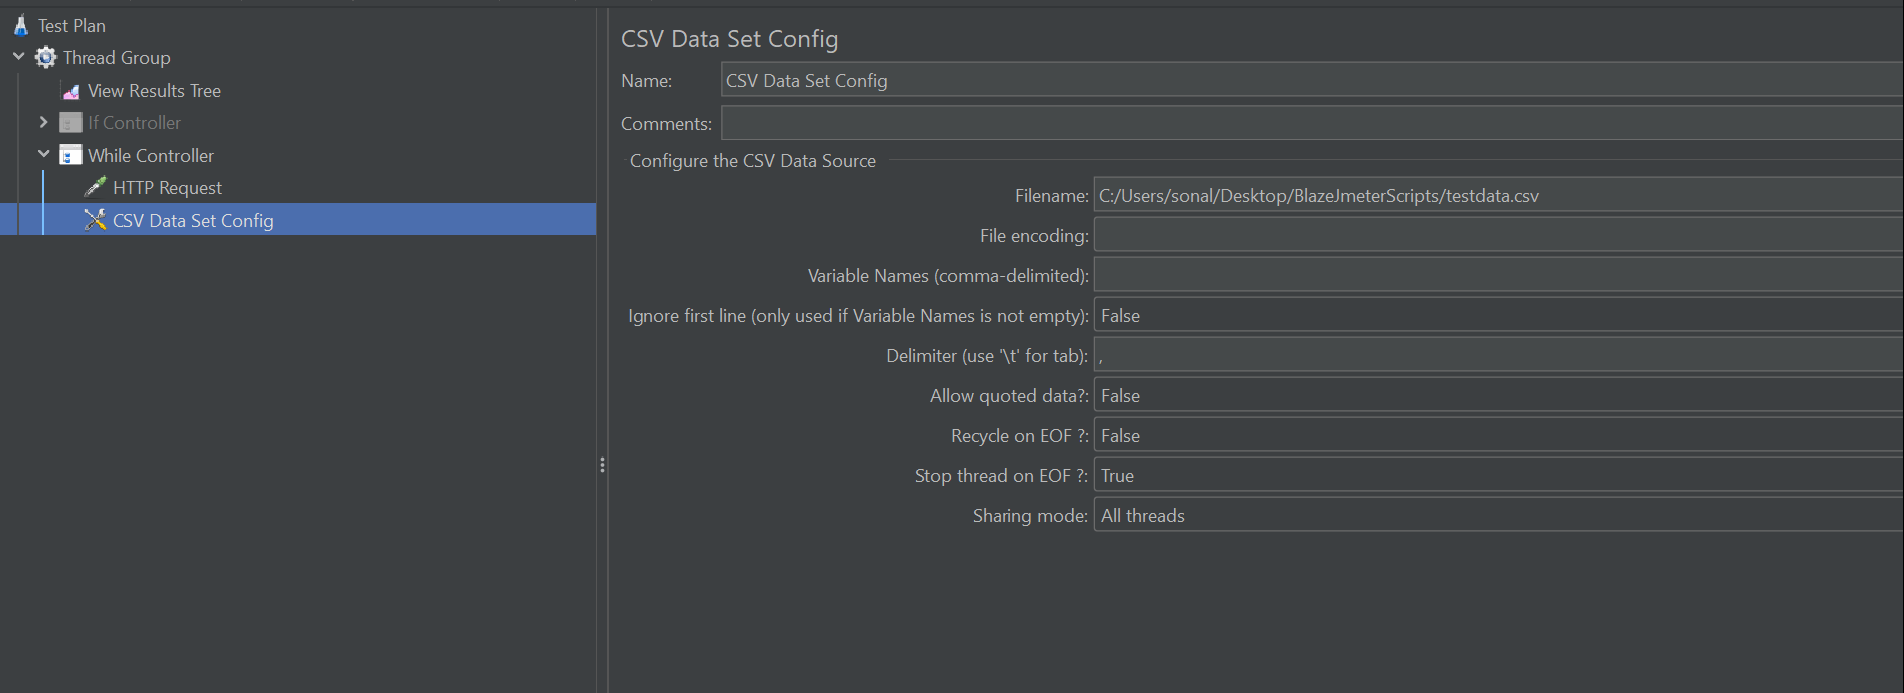 Test Plan
Thread Group
View Results Tree
If Controller
While Controller
HTTP Request
CSV Data Set Config
CSV Data Set Config
Name: CSV Data Set Config
Comments:
Configure the CSV Data Source
Filename: C:/Users/sonal/Desktop/BlazeJmeterScripts/testdata.csv
File encoding:
Variable Names (comma-delimited):
Ignore first line (only used if Variable Names is not empty): False
Delimiter (use '\t' for tab): ,
Allow quoted data?: False
Recycle on EOF ?: False
Stop thread on EOF ?: True
Sharing mode: All threads